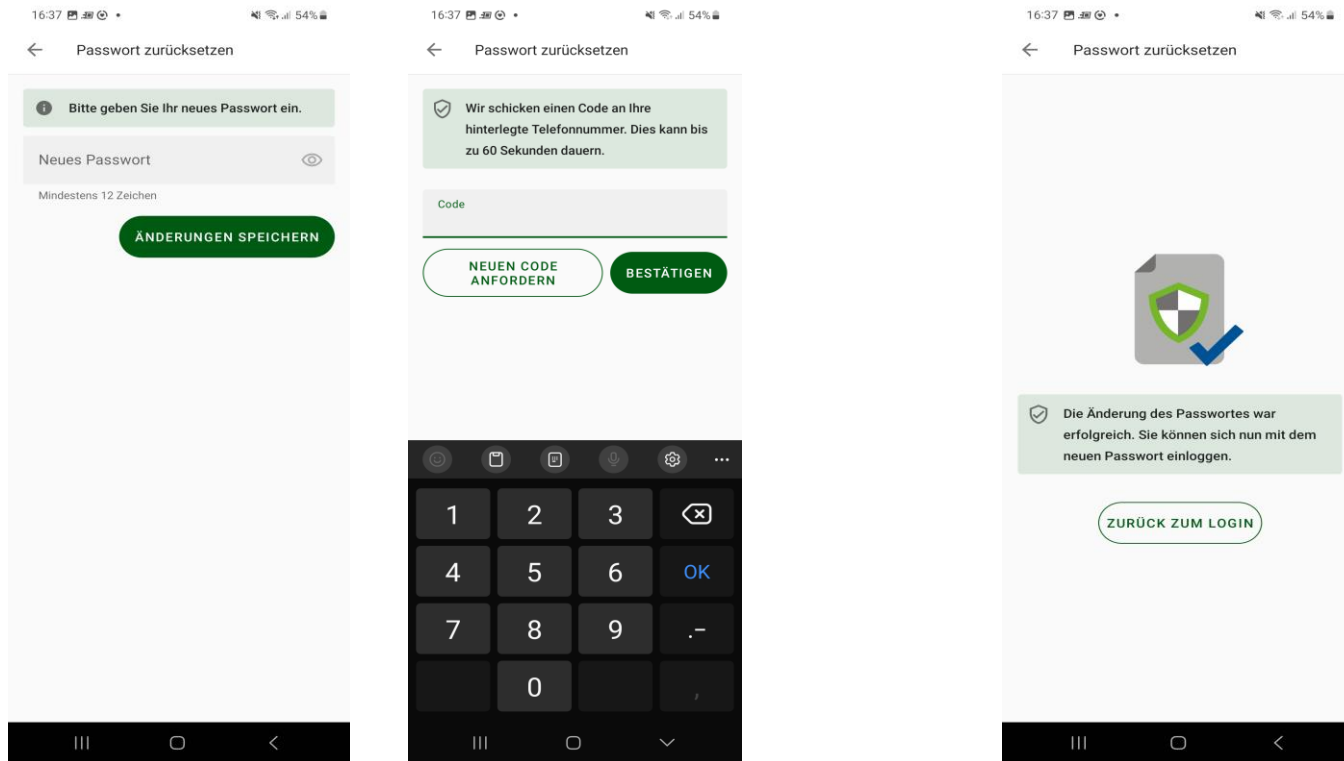 16:37
54%
Passwort zurücksetzen
Bitte geben Sie Ihr neues Passwort ein.
Neues Passwort
Mindestens 12 Zeichen
ÄNDERUNGEN SPEICHERN
16:37
54%
Passwort zurücksetzen
Wir schicken einen Code an Ihre
hinterlegte Telefonnummer. Dies kann bis
zu 60 Sekunden dauern.
Code
NEUEN CODE
ANFORDERN
BESTÄTIGEN
1 2 3
4 5 6 OK
7 8 9 .-
0 ,
16:37
54%
Passwort zurücksetzen
Die Änderung des Passwortes war
erfolgreich. Sie können sich nun mit dem
neuen Passwort einloggen.
ZURÜCK ZUM LOGIN